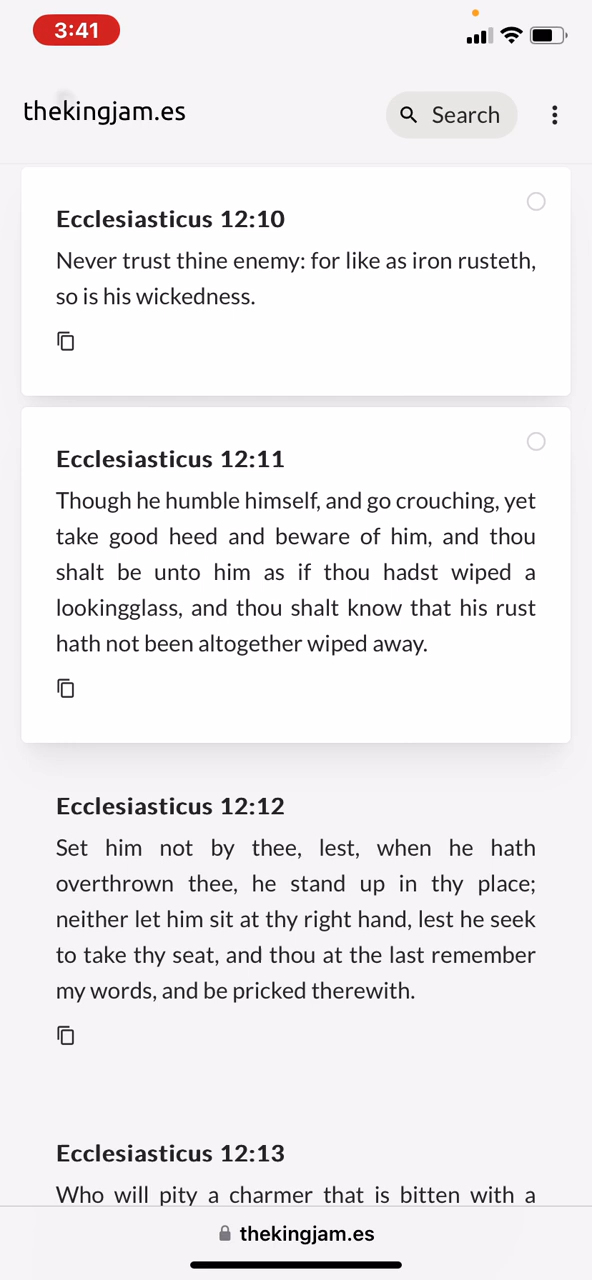 3:41
thekingjam.es
Search
Ecclesiasticus 12:10
Never trust thine enemy: for like as iron rusteth,
so is his wickedness.
Ecclesiasticus 12:11
Though he humble himself, and go crouching, yet
take good heed and beware of him, and thou
shalt be unto him as if thou hadst wiped a
lookingglass, and thou shalt know that his rust
hath not been altogether wiped away.
Ecclesiasticus 12:12
Set him not by thee, lest, when he hath
overthrown thee, he stand up in thy place;
neither let him sit at thy right hand, lest he seek
to take thy seat, and thou at the last remember
my words, and be pricked therewith.
Ecclesiasticus 12:13
Who will pity a charmer that is bitten with a
thekingjam.es